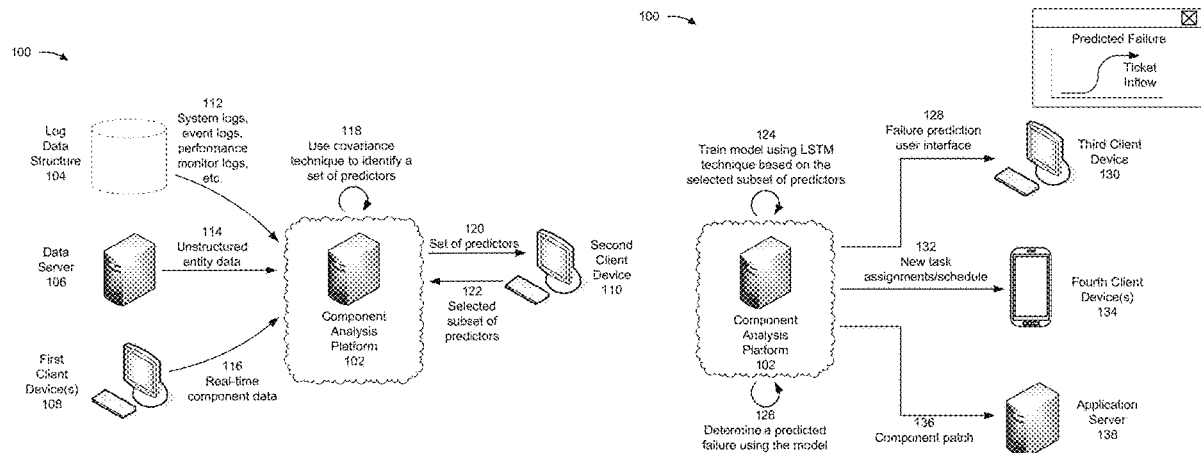 100
Log
Data
Structure
104
112
System logs,
event logs,
performance
monitor logs,
etc.
118
Use covariance
technique to identify a
set of predictors
Data
Server
106
114
Unstructured
entity data
Component
Analysis
Platform
102
120
Set of predictors
122
Selected
subset of
predictors
Second
Client
Device
110
First
Client
Device(s)
108
116
Real-time
component data
100
Predicted Failure
Ticket
Inflow
124
Train model using LSTM
technique based on the
selected subset of predictors
128
Failure prediction
user interface
Third Client
Device
130
Component
Analysis
Platform
102
132
New task
assignments/schedule
Fourth Client
Device(s)
134
126
Determine a predicted
failure using the model
136
Component patch
Application
Server
138